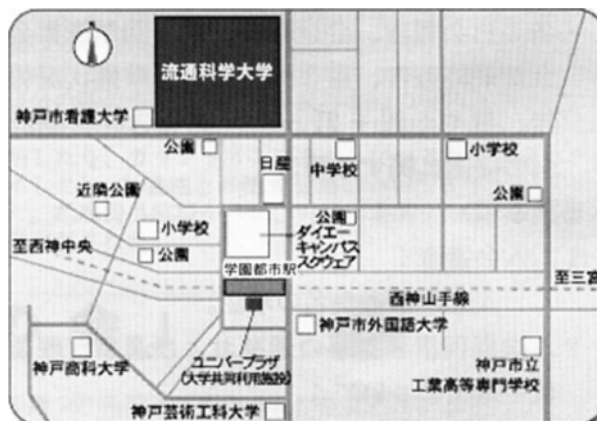 流通科学大学
神戸市看護大学
公園
日産
中学校
小学校
公園
近隣公園
小学校
公園
公園
ダイエー
キャンパス
スクウェア
至西神中央
学園都市駅
至三宮
西神山手線
神戸市外国語大学
ユニバープラザ
(大学共同利用施設)
神戸商科大学
神戸市立
工業高等専門学校
神戸芸術工科大学